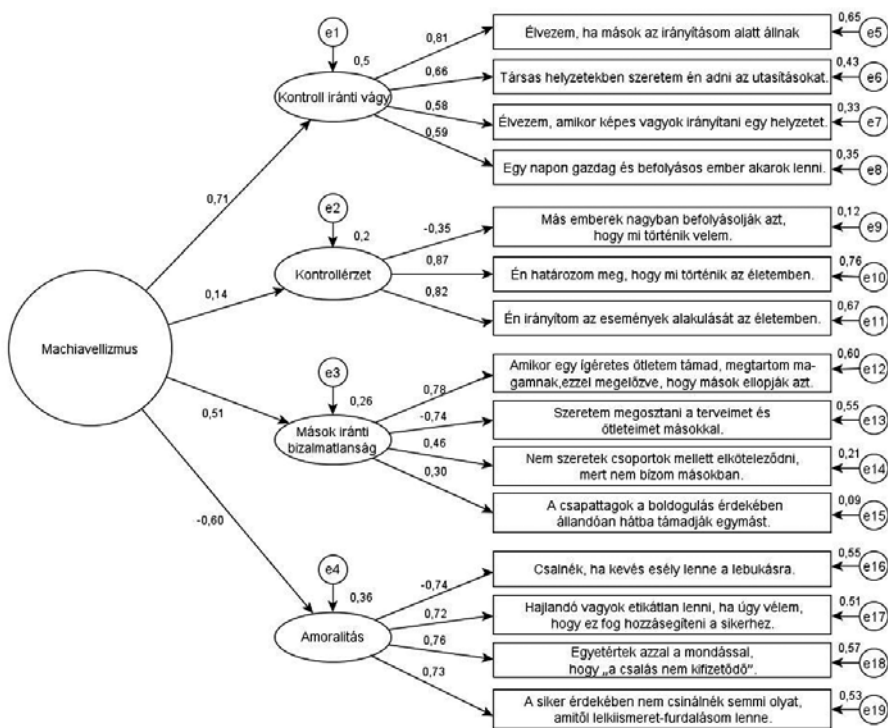 e1
0,5
Kontroll iránti vágy
0,81
0,66
0,58
0,59
Élvezem, ha mások az irányításom alatt állnak
0,65
e5
Társas helyzetekben szeretem én adni az utasításokat.
0,43
e6
Élvezem, amikor képes vagyok irányítani egy helyzetet.
0,33
e7
Egy napon gazdag és befolyásos ember akarok lenni.
0,35
e8
0,71
e2
0,2
Kontrollérzet
-0,35
0,87
0,82
Más emberek nagyban befolyásolják azt,
hogy mi történik velem.
0,12
e9
Én határozom meg, hogy mi történik az életemben.
0,76
e10
Én irányítom az események alakulását az életemben.
0,67
e11
0,14
Machiavellizmus
e3
0,26
Mások iránti
bizalmatlanság
0,78
-0,74
0,46
0,30
Amikor egy ígéretes ötletem támad, megtartom ma-
gamnak,ezzel megelőzve, hogy mások ellopják azt.
0,60
e12
Szeretem megosztani a terveimet és
ötleteimet másokkal.
0,55
e13
Nem szeretek csoportok mellett elköteleződni,
mert nem bízom másokban.
0,21
e14
A csapattagok a boldogulás érdekében
állandóan hátba támadják egymást.
0,09
e15
0,51
-0,60
e4
0,36
Amoralitás
-0,74
0,72
0,76
0,73
Csalnék, ha kevés esély lenne a lebukásra.
0,55
e16
Hajlandó vagyok etikátlan lenni, ha úgy vélem,
hogy ez fog hozzásegíteni a sikerhez.
0,51
e17
Egyetértek azzal a mondással,
hogy „a csalás nem kifizetődő”.
0,57
e18
A siker érdekében nem csinálnék semmi olyat,
amitől lelkiismeret-furdalásom lenne.
0,53
e19